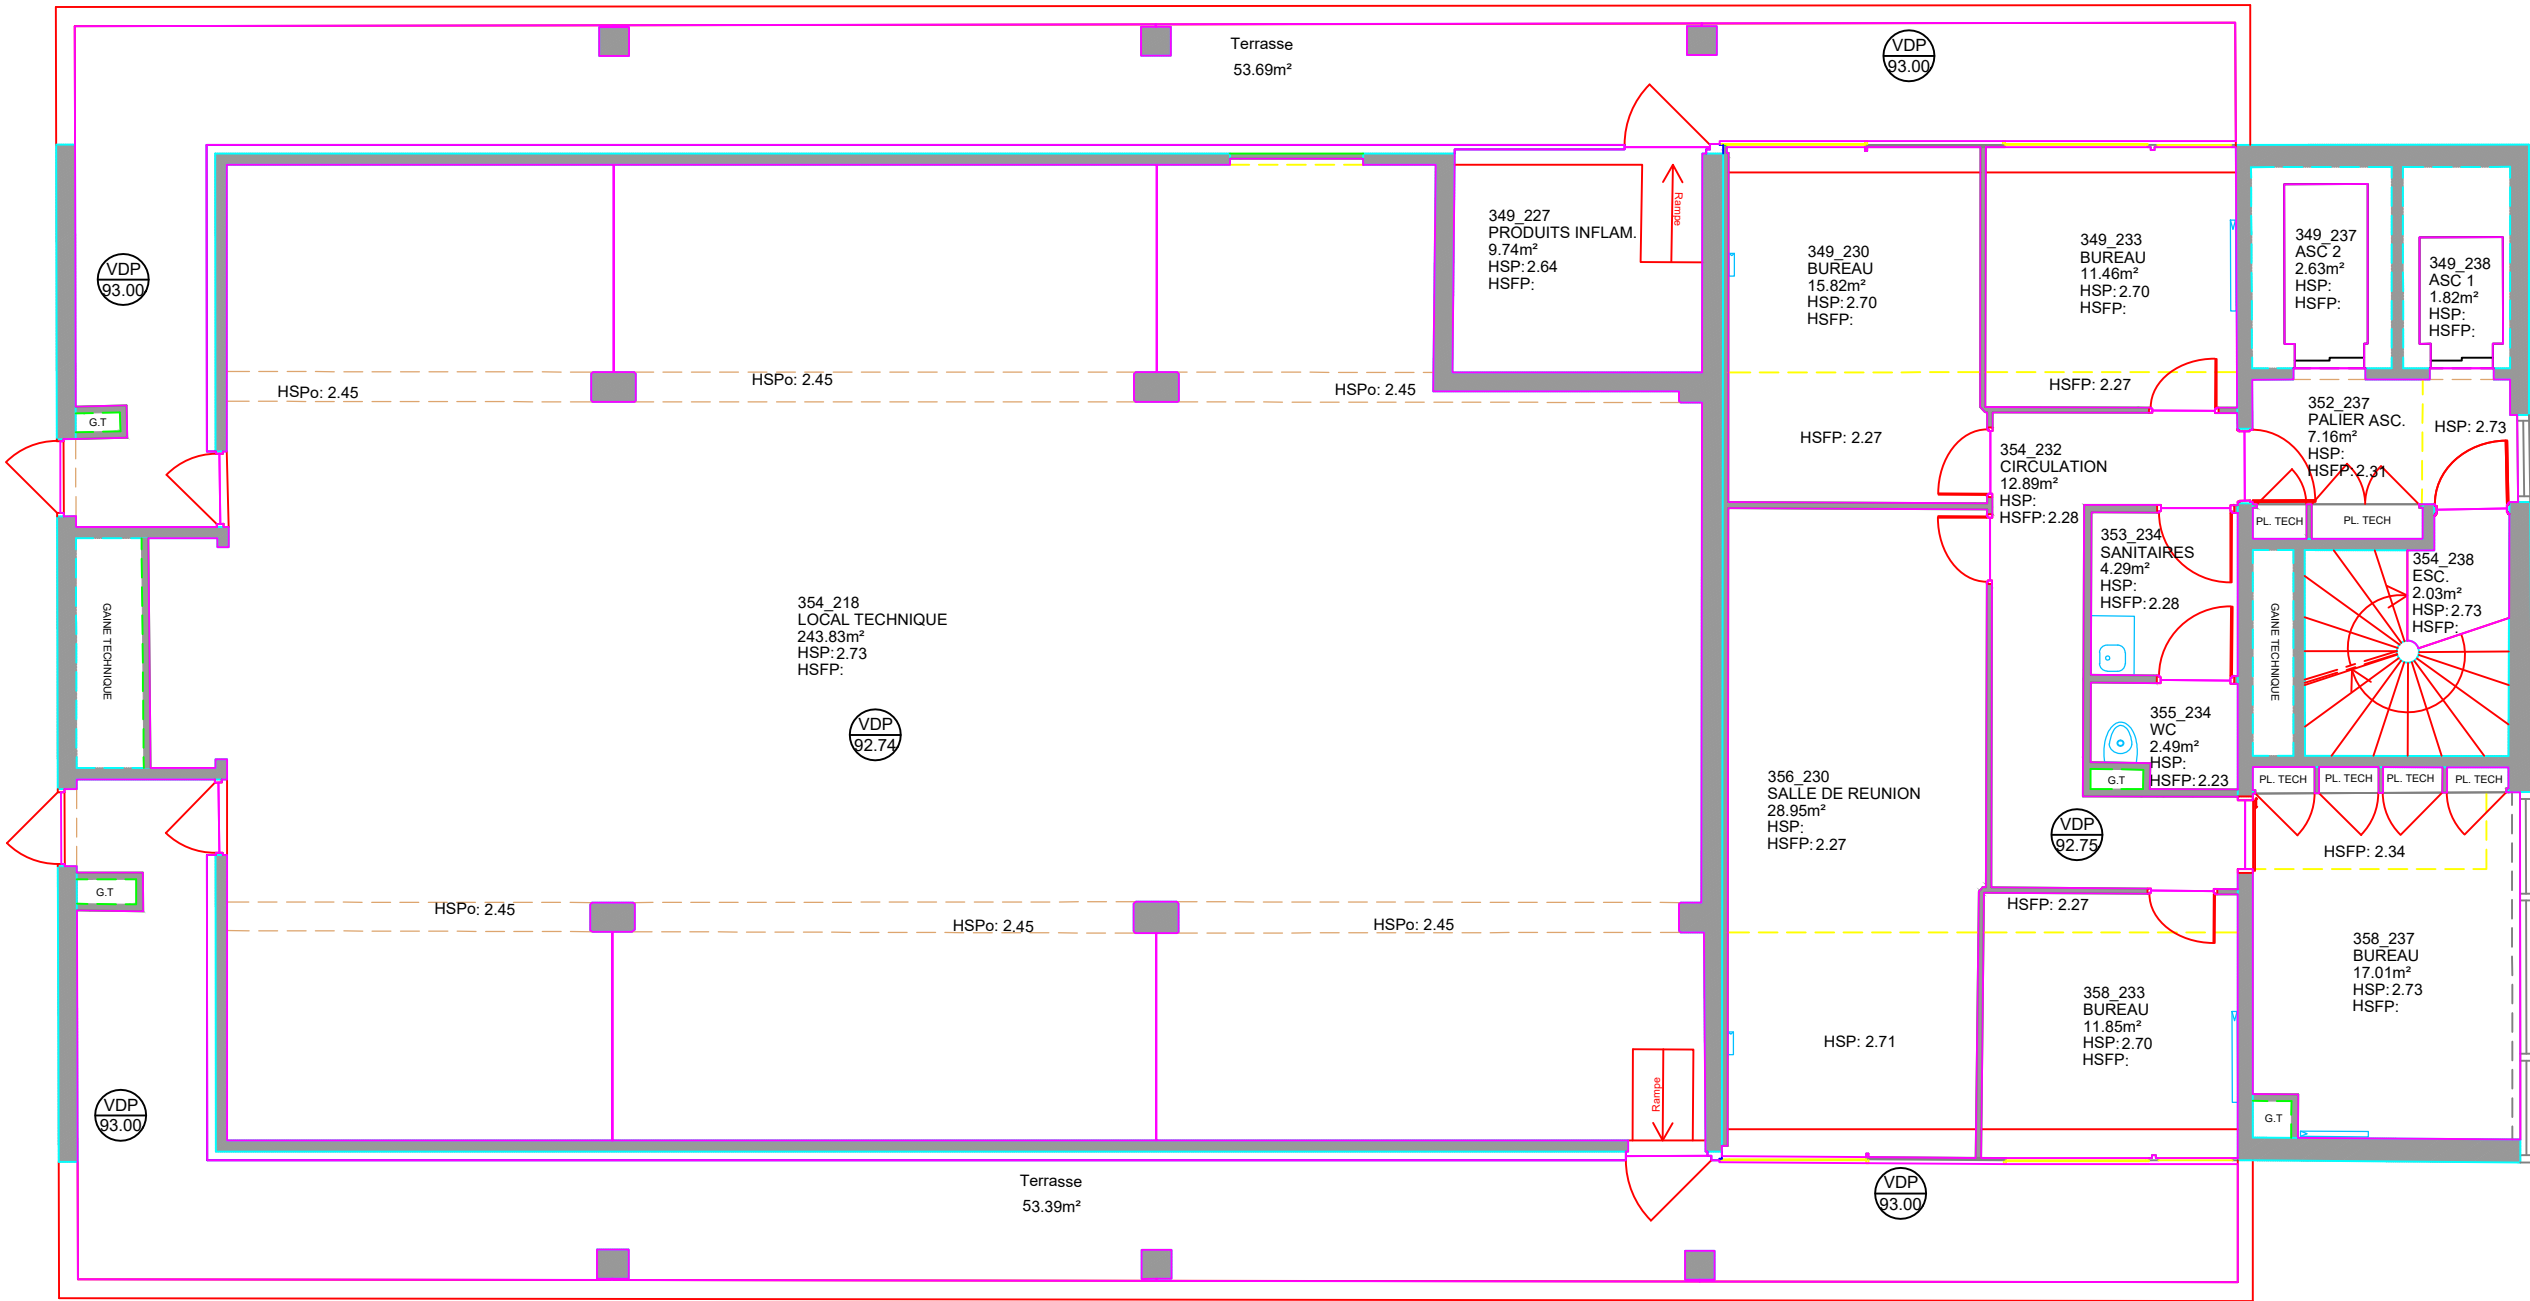 Terrasse
53.69m²
VDP
93.00
VDP
93.00
349_227
PRODUITS INFLAM.
9.74m²
HSP:2.64
HSFP:
Rampe
349_230
BUREAU
15.82m²
HSP:2.70
HSFP:
349_233
BUREAU
11.46m²
HSP:2.70
HSFP:
349_237
ASC 2
2.63m²
HSP:
HSFP:
349_238
ASC 1
1.82m²
HSP:
HSFP:
HSPo: 2.45
HSPo: 2.45
HSPo: 2.45
HSFP: 2.27
HSFP: 2.27
352_237
PALIER ASC.
7.16m²
HSP:
HSFP:2.31
HSP: 2.73
G.T
354_232
CIRCULATION
12.89m²
HSP:
HSFP:2.28
PL. TECH
PL. TECH
353_234
SANITAIRES
4.29m²
HSP:
HSFP:2.28
354_238
ESC.
2.03m²
HSP:2.73
HSFP:
GAINE TECHNIQUE
354_218
LOCAL TECHNIQUE
243.83m²
HSP:2.73
HSFP:
VDP
92.74
GAINE TECHNIQUE
355_234
WC
2.49m²
HSP:
HSFP:2.23
G.T
PL. TECH
PL. TECH
PL. TECH
PL. TECH
356_230
SALLE DE REUNION
28.95m²
HSP:
HSFP:2.27
VDP
92.75
HSFP: 2.34
G.T
HSPo: 2.45
HSPo: 2.45
HSPo: 2.45
HSFP: 2.27
358_237
BUREAU
17.01m²
HSP:2.73
HSFP:
358_233
BUREAU
11.85m²
HSP:2.70
HSFP:
HSP: 2.71
Rampe
VDP
93.00
G.T
Terrasse
53.39m²
VDP
93.00